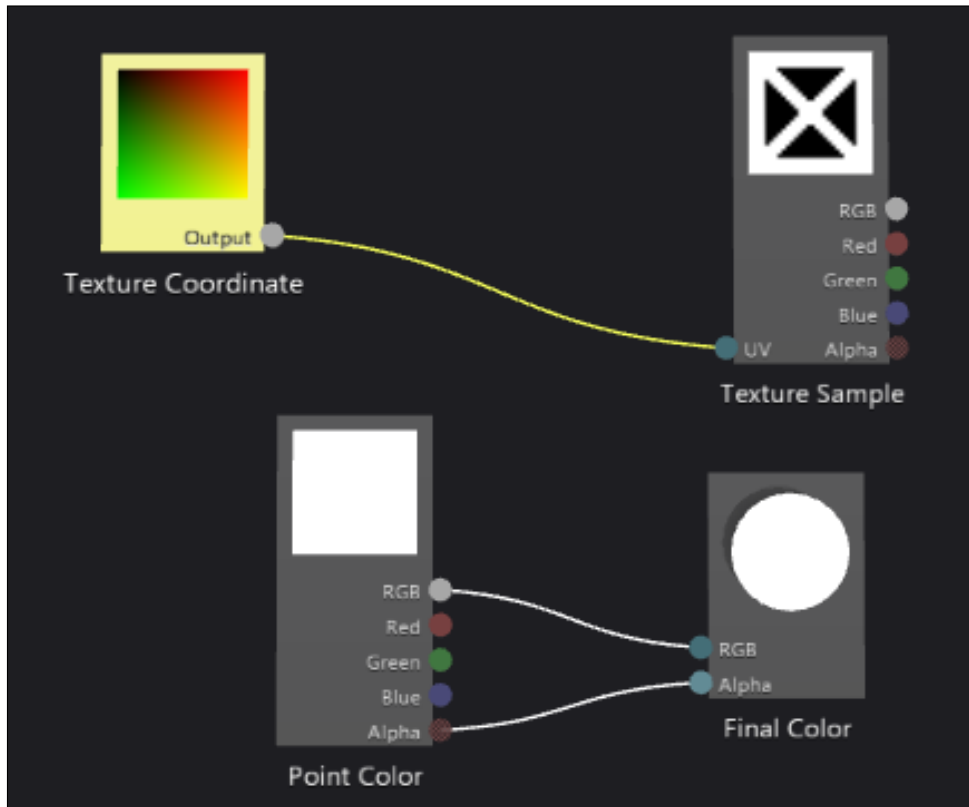 Output
Texture Coordinate
RGB
Red
Green
Blue
UV Alpha
Texture Sample
RGB
Red
Green
Blue
Alpha
Point Color
RGB
Alpha
Final Color